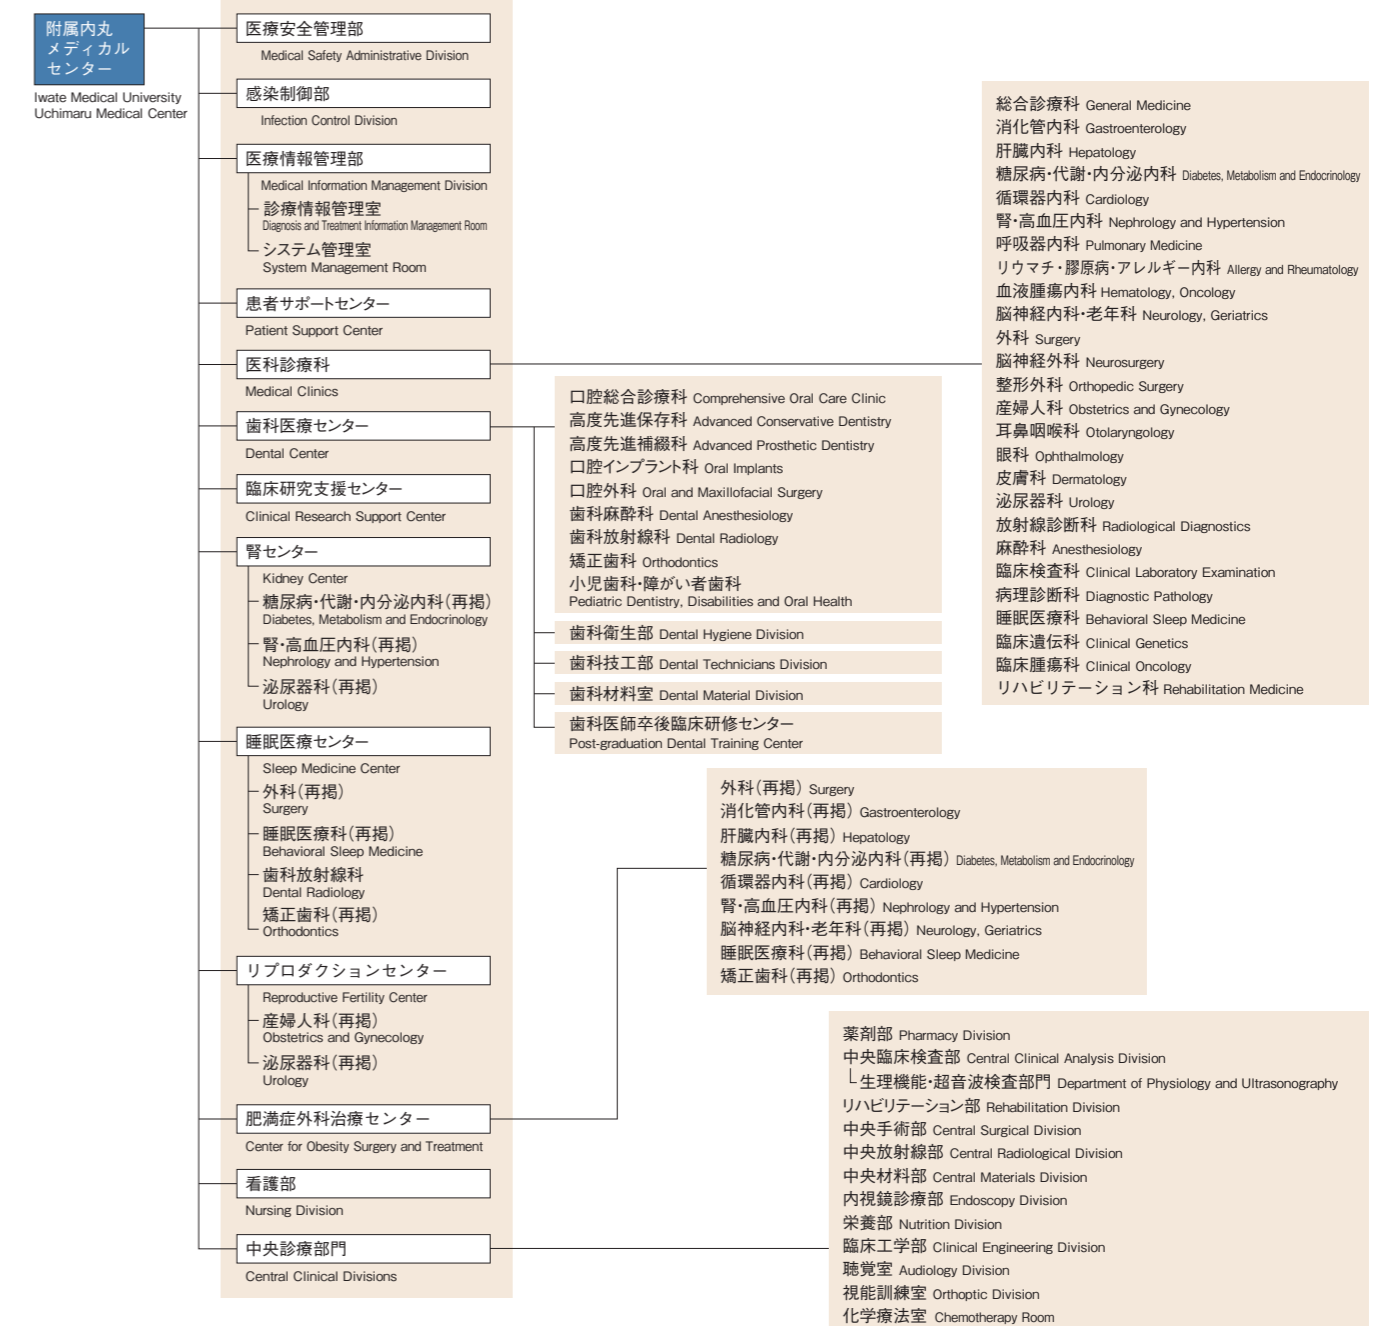 附属内丸
メディカル
センター
Iwate Medical University
Uchimaru Medical Center
医療安全管理部
Medical Safety Administrative Division
感染制御部
Infection Control Division
医療情報管理部
Medical Information Management Division
診療情報管理室
Diagnosis and Treatment Information Management Room
システム管理室
System Management Room
患者サポートセンター
Patient Support Center
医科診療科
Medical Clinics
歯科医療センター
Dental Center
臨床研究支援センター
Clinical Research Support Center
腎センター
Kidney Center
糖尿病・代謝・内分泌内科(再掲)
Diabetes, Metabolism and Endocrinology
腎・高血圧内科(再掲)
Nephrology and Hypertension
泌尿器科(再掲)
Urology
睡眠医療センター
Sleep Medicine Center
外科(再掲)
Surgery
睡眠医療科(再掲)
Behavioral Sleep Medicine
歯科放射線科
Dental Radiology
矯正歯科(再掲)
Orthodontics
リプロダクションセンター
Reproductive Fertility Center
産婦人科(再掲)
Obstetrics and Gynecology
泌尿器科(再掲)
Urology
肥満症外科治療センター
Center for Obesity Surgery and Treatment
看護部
Nursing Division
中央診療部門
Central Clinical Divisions
総合診療科 General Medicine
消化管内科 Gastroenterology
肝臓内科 Hepatology
糖尿病・代謝・内分泌内科 Diabetes, Metabolism and Endocrinology
循環器内科 Cardiology
腎・高血圧内科 Nephrology and Hypertension
呼吸器内科 Pulmonary Medicine
リウマチ・膠原病・アレルギー内科 Allergy and Rheumatology
血液腫瘍内科 Hematology, Oncology
脳神経内科・老年科 Neurology, Geriatrics
外科 Surgery
脳神経外科 Neurosurgery
整形外科 Orthopedic Surgery
産婦人科 Obstetrics and Gynecology
耳鼻咽喉科 Otolaryngology
眼科 Ophthalmology
皮膚科 Dermatology
泌尿器科 Urology
放射線診断科 Radiological Diagnostics
麻酔科 Anesthesiology
臨床検査科 Clinical Laboratory Examination
病理診断科 Diagnostic Pathology
睡眠医療科 Behavioral Sleep Medicine
臨床遺伝科 Clinical Genetics
臨床腫瘍科 Clinical Oncology
リハビリテーション科 Rehabilitation Medicine
口腔総合診療科 Comprehensive Oral Care Clinic
高度先進保存科 Advanced Conservative Dentistry
高度先進補綴科 Advanced Prosthetic Dentistry
口腔インプラント科 Oral Implants
口腔外科 Oral and Maxillofacial Surgery
歯科麻酔科 Dental Anesthesiology
歯科放射線科 Dental Radiology
矯正歯科 Orthodontics
小児歯科・障がい者歯科
Pediatric Dentistry, Disabilities and Oral Health
歯科衛生部 Dental Hygiene Division
歯科技工部 Dental Technicians Division
歯科材料室 Dental Material Division
歯科医師卒後臨床研修センター
Post-graduation Dental Training Center
外科(再掲) Surgery
消化管内科(再掲) Gastroenterology
肝臓内科(再掲) Hepatology
糖尿病・代謝・内分泌内科(再掲) Diabetes, Metabolism and Endocrinology
循環器内科(再掲) Cardiology
腎・高血圧内科(再掲) Nephrology and Hypertension
脳神経内科・老年科(再掲) Neurology, Geriatrics
睡眠医療科(再掲) Behavioral Sleep Medicine
矯正歯科(再掲) Orthodontics
薬剤部 Pharmacy Division
中央臨床検査部 Central Clinical Analysis Division
生理機能・超音波検査部門 Department of Physiology and Ultrasonography
リハビリテーション部 Rehabilitation Division
中央手術部 Central Surgical Division
中央放射線部 Central Radiological Division
中央材料部 Central Materials Division
内視鏡診療部 Endoscopy Division
栄養部 Nutrition Division
臨床工学部 Clinical Engineering Division
聴覚室 Audiology Division
視能訓練室 Orthoptic Division
化学療法室 Chemotherapy Room